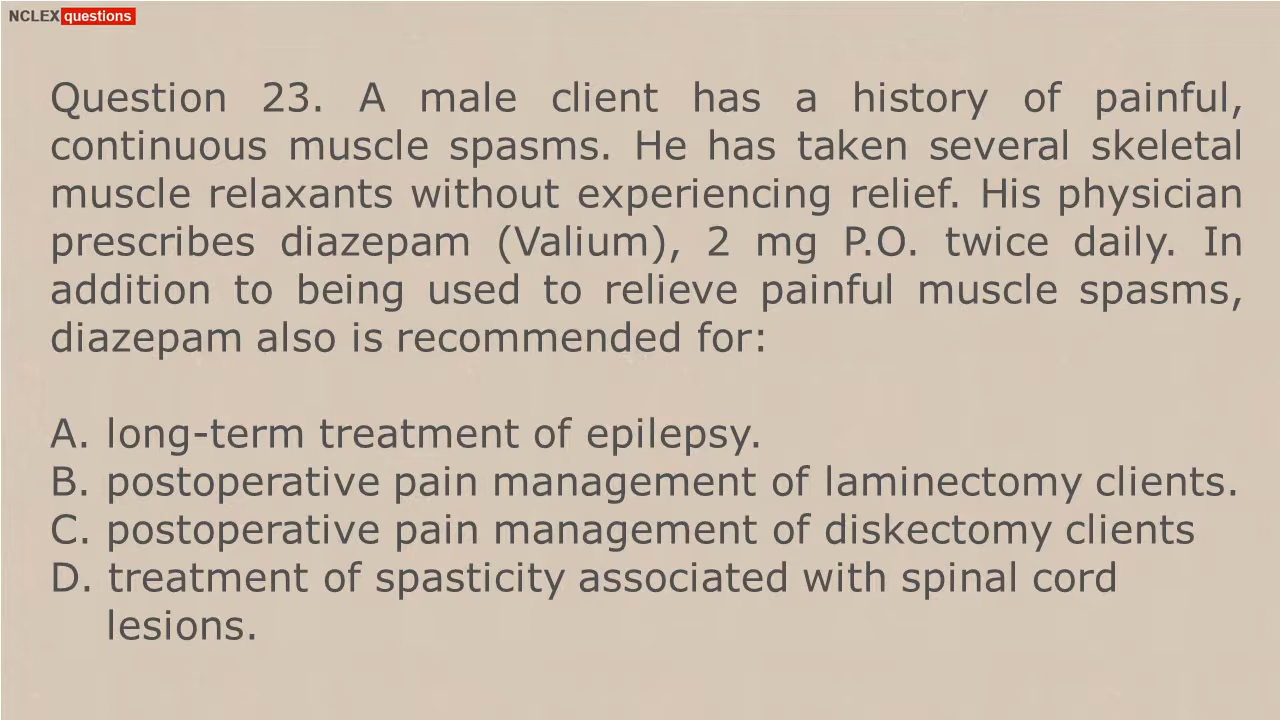 NCLEX questions
Question 23. A male client has a history of painful,
continuous muscle spasms. He has taken several skeletal
muscle relaxants without experiencing relief. His physician
prescribes diazepam (Valium), 2 mg P.O. twice daily. In
addition to being used to relieve painful muscle spasms,
diazepam also is recommended for:
A. long-term treatment of epilepsy.
B. postoperative pain management of laminectomy clients.
C. postoperative pain management of diskectomy clients
D. treatment of spasticity associated with spinal cord
lesions.